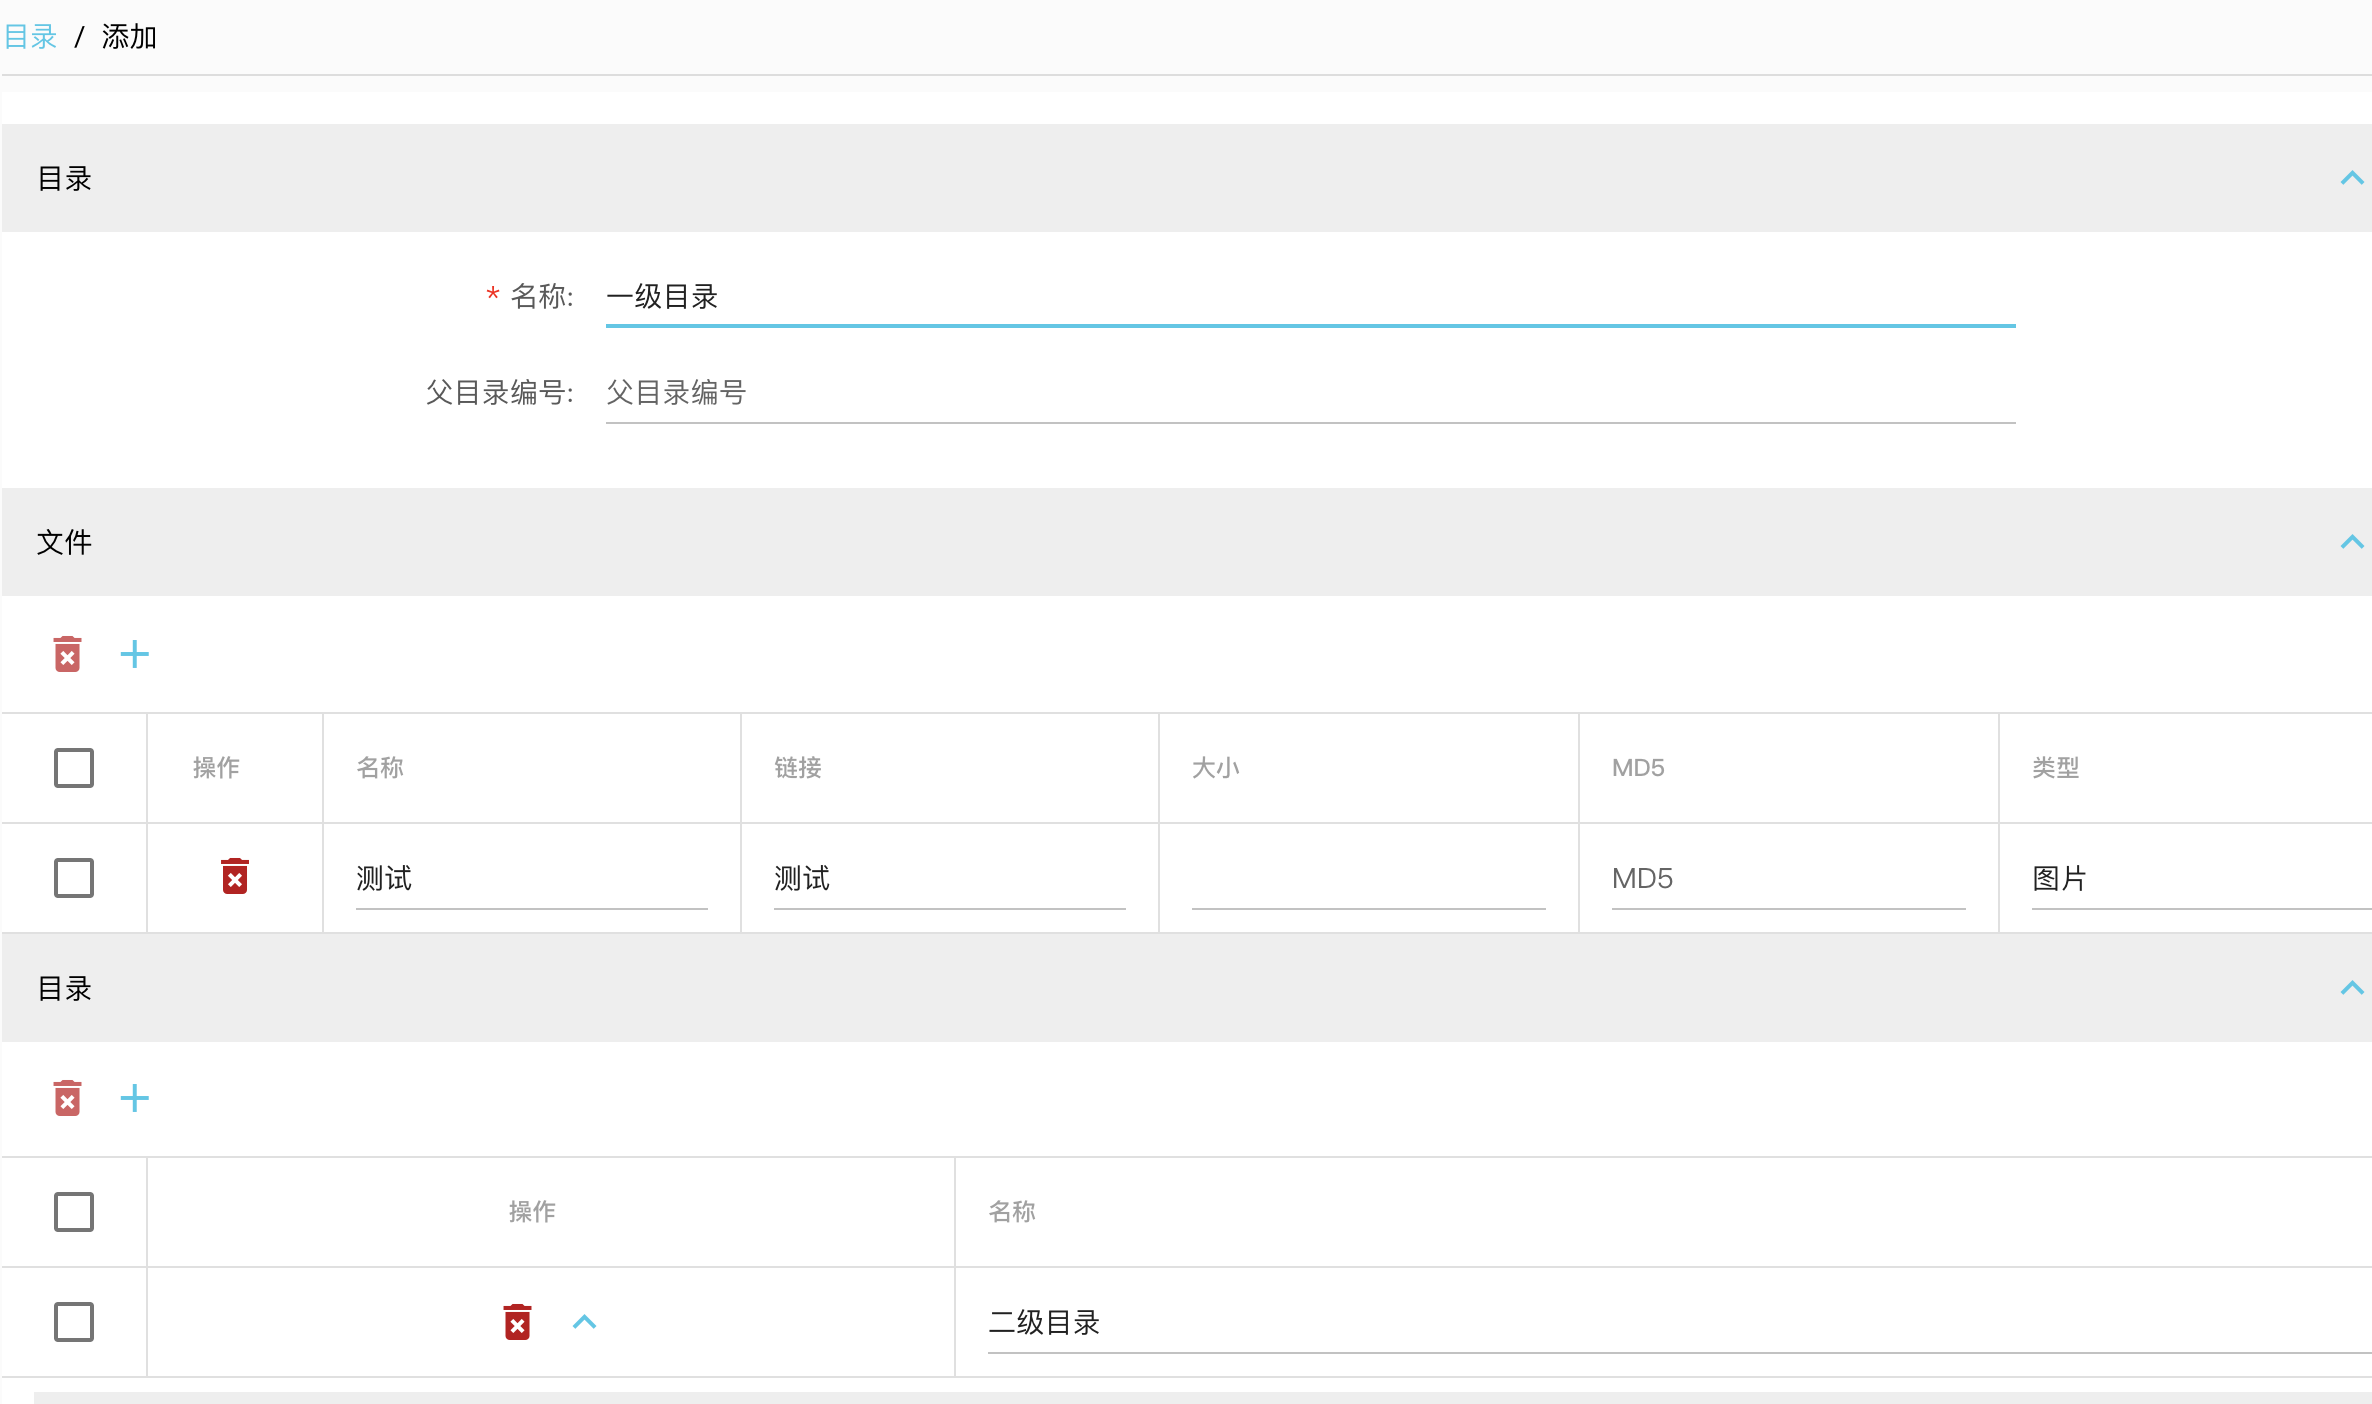 目录 / 添加
目录
* 名称: 一级目录
父目录编号: 父目录编号
文件
操作 名称 链接 大小 MD5 类型
测试 测试 MD5 图片
目录
操作 名称
二级目录